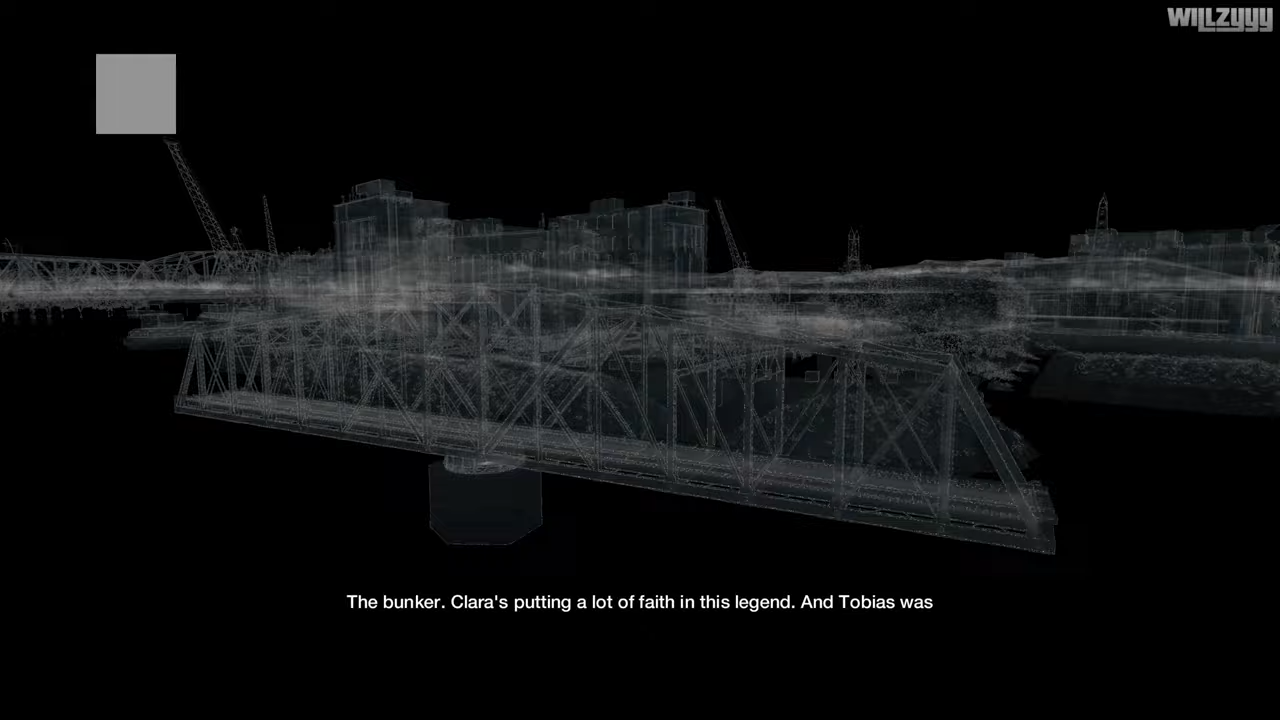 WILLZYYY
The bunker. Clara's putting a lot of faith in this legend. And Tobias was